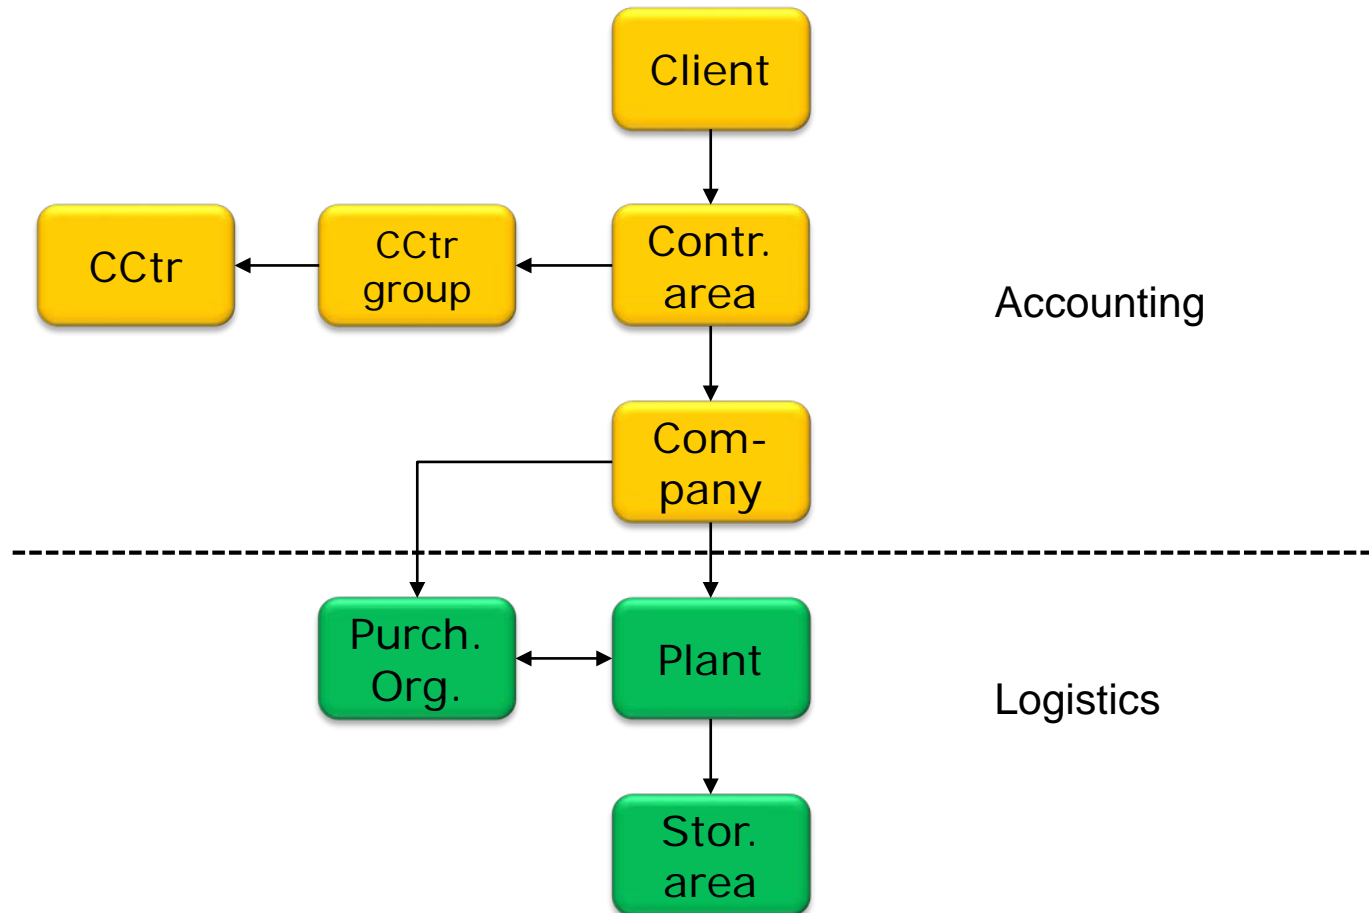 Client
CCtr
CCtr
group
Contr.
area
Accounting
Com-
pany
Purch.
Org.
Plant
Logistics
Stor.
area